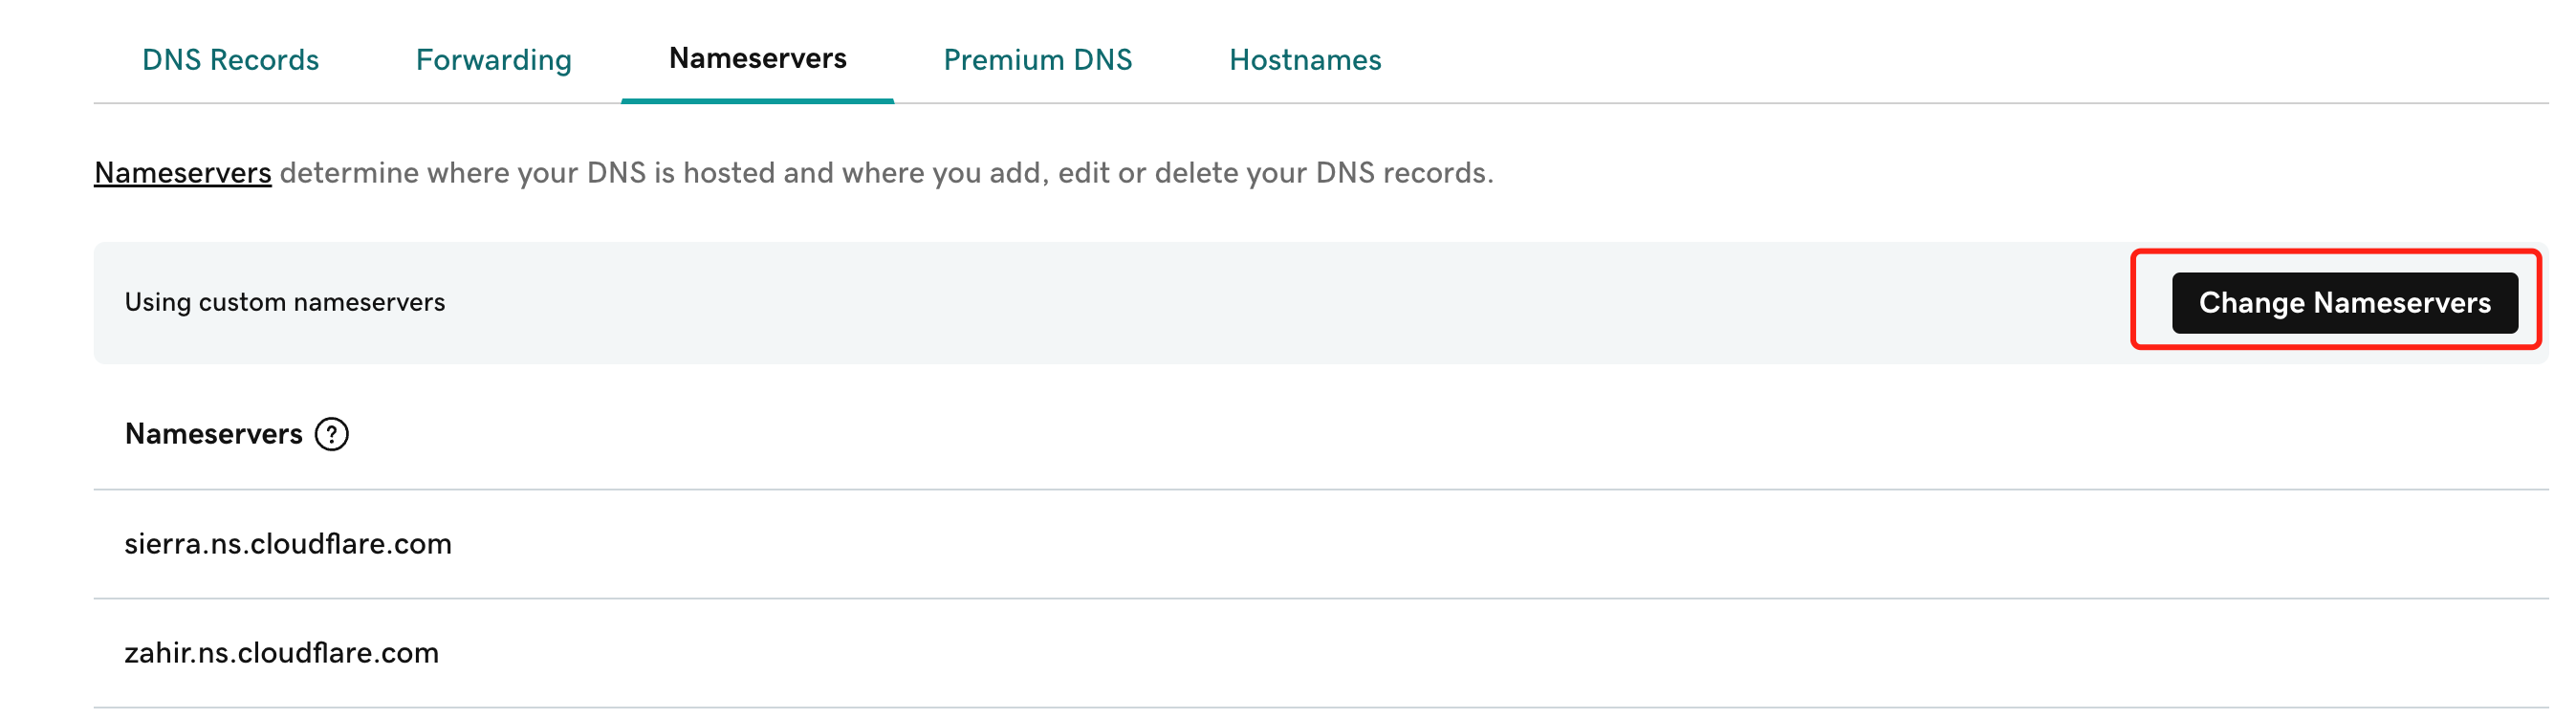 DNS Records Forwarding Nameservers Premium DNS Hostnames
Nameservers determine where your DNS is hosted and where you add, edit or delete your DNS records.
Using custom nameservers Change Nameservers
Nameservers ?
sierra.ns.cloudflare.com
zahir.ns.cloudflare.com